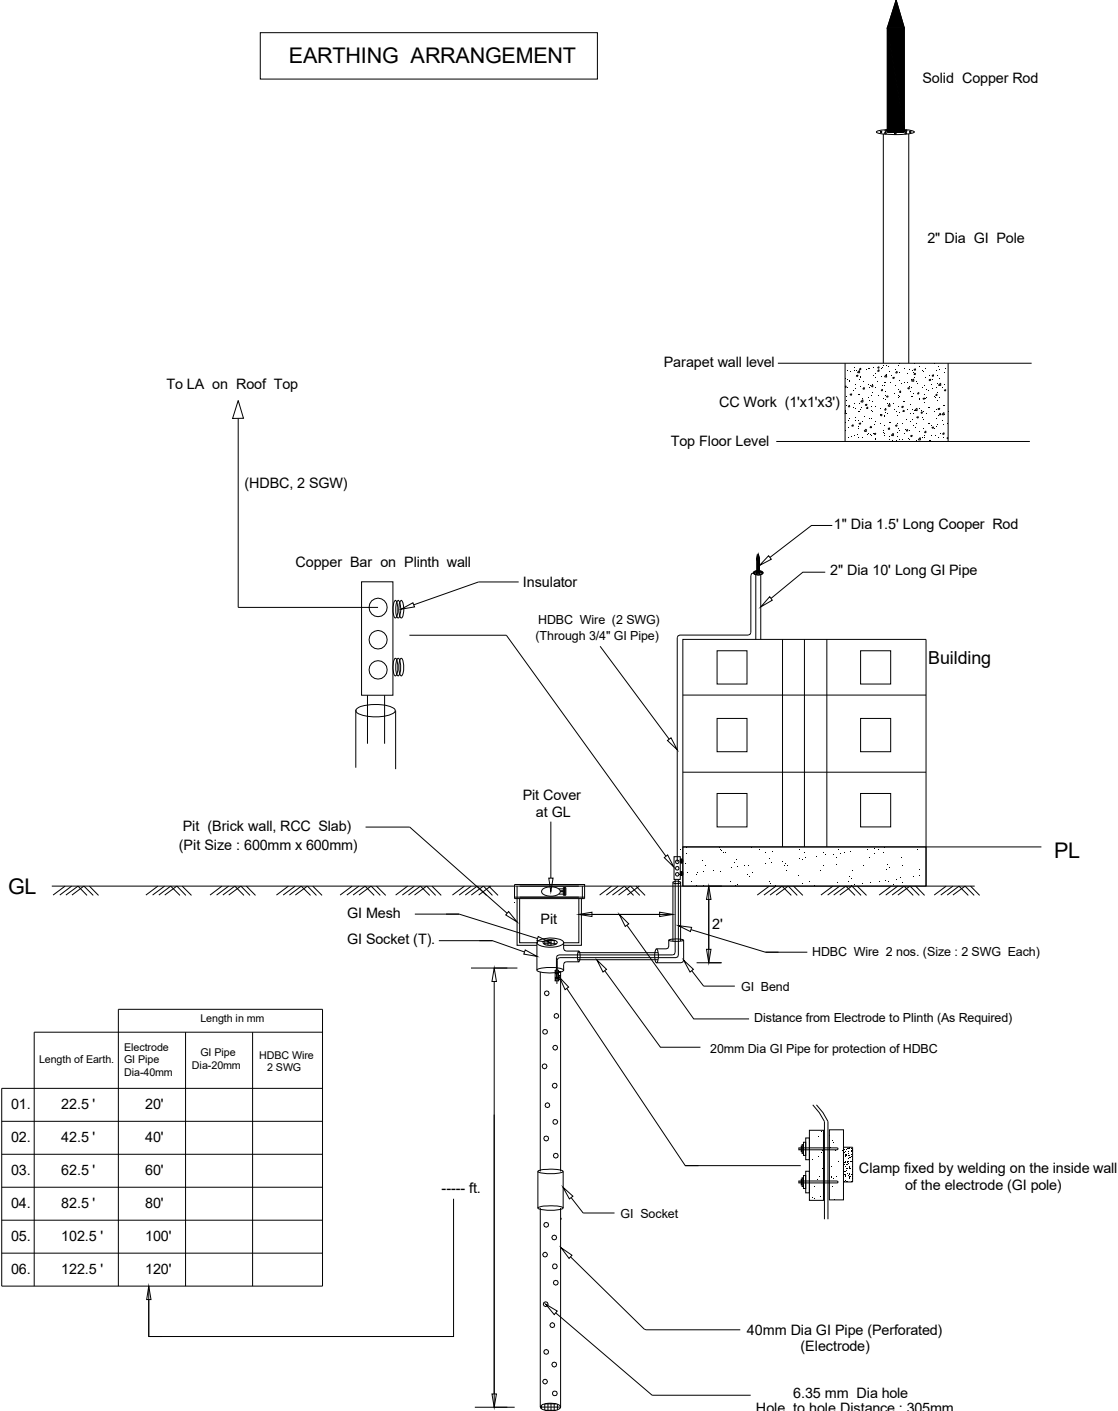 EARTHING ARRANGEMENT
Solid Copper Rod
2" Dia GI Pole
Parapet wall level
CC Work (1'x1'x3')
Top Floor Level
To LA on Roof Top
(HDBC, 2 SGW)
Copper Bar on Plinth wall
Insulator
1" Dia 1.5' Long Cooper Rod
2" Dia 10' Long GI Pipe
HDBC Wire (2 SWG)
(Through 3/4" GI Pipe)
Building
Pit Cover
at GL
Pit (Brick wall, RCC Slab)
(Pit Size : 600mm x 600mm)
PL
GL
GI Mesh
Pit
GI Socket (T).
2'
HDBC Wire 2 nos. (Size : 2 SWG Each)
GI Bend
Distance from Electrode to Plinth (As Required)
20mm Dia GI Pipe for protection of HDBC
Length in mm
Length of Earth.
Electrode
GI Pipe
Dia-40mm
GI Pipe
Dia-20mm
HDBC Wire
2 SWG
01. 22.5 ' 20'
02. 42.5 ' 40'
03. 62.5 ' 60'
04. 82.5 ' 80'
05. 102.5 ' 100'
06. 122.5 ' 120'
----- ft.
Clamp fixed by welding on the inside wall
of the electrode (GI pole)
GI Socket
40mm Dia GI Pipe (Perforated)
(Electrode)
6.35 mm Dia hole
Hole to hole Distance : 305mm